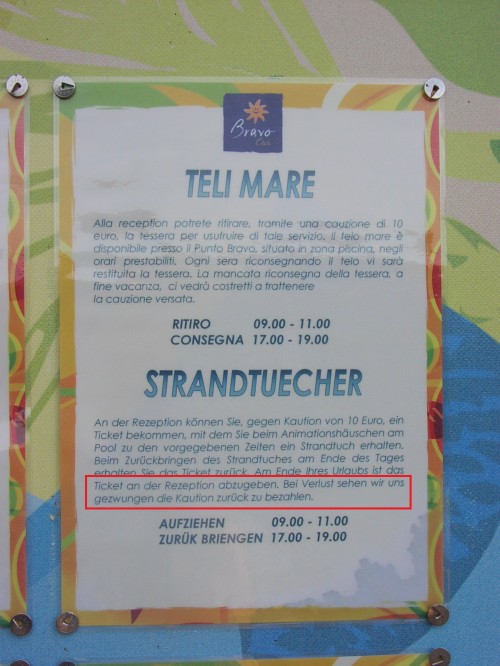 Bravo
Club
TELI MARE
Alla reception potrete ritirare, tramite una cauzione di 10
euro, la tessera per usufruire di tale servizio. Il telo mare è
disponibile presso il Punto Bravo, situato in zona piscina, negli
orari prestabiliti. Ogni sera riconsegnando il telo vi sarà
restituita la tessera. La mancata riconsegna della tessera, a
fine vacanza, ci vedrà costretti a trattenere
la cauzione versata.
RITIRO 09.00 - 11.00
CONSEGNA 17.00 - 19.00
STRANDTUECHER
An der Rezeption können Sie, gegen Kaution von 10 Euro, ein
Ticket bekommen, mit dem Sie beim Animationshäuschen am
Pool zu den vorgegebenen Zeiten ein Strandtuch erhalten.
Beim Zurückbringen des Strandtuches am Ende des Tages
erhalten Sie das Ticket zurück. Am Ende Ihres Urlaubs ist das
Ticket an der Rezeption abzugeben. Bei Verlust sehen wir uns
gezwungen die Kaution zurück zu bezahlen.
AUFZIEHEN 09.00 - 11.00
ZURÜK BRIENGEN 17.00 - 19.00